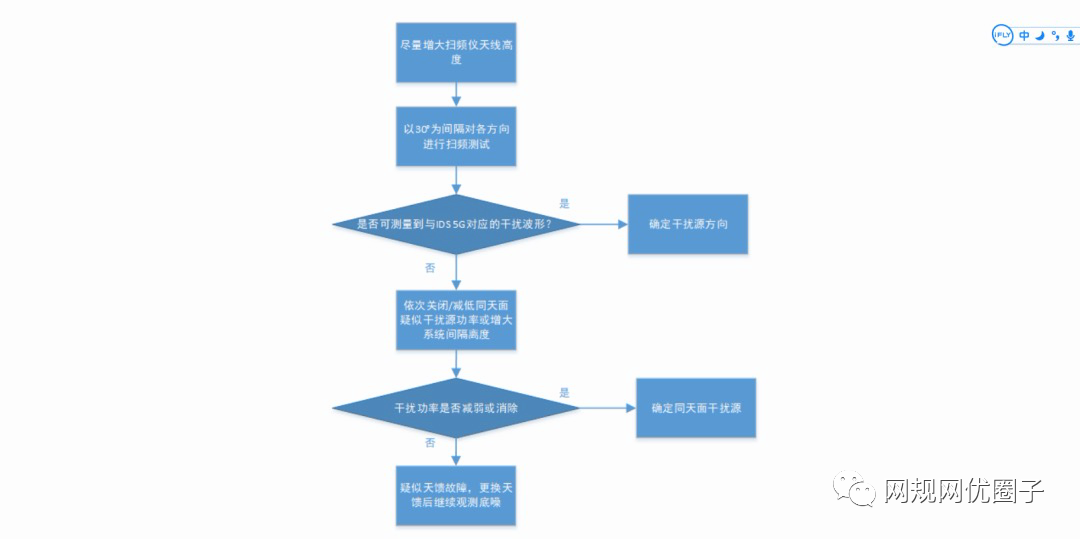 尽量增大扫频仪天线高
度
iFLY 中
以30°为间隔对各方向
进行扫频测试
是
是否可测量到与IDS5G对应的干扰波形？
确定干扰源方向
否
依次关闭/减低同天面
疑似干扰源功率或增大
系统间隔高度
是
干扰功率是否减弱或消除
确定同天面干扰源
否
疑似天馈故障，更换天
馈后继续观测底噪
网规网优圈子